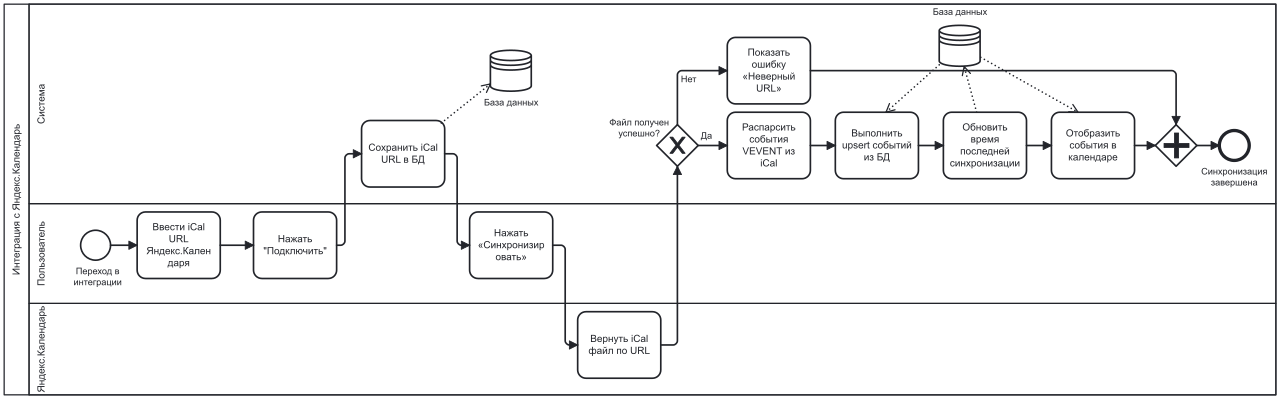 Интеграция с Яндекс.Календарь
Система
База данных
База данных
Показать
ошибку
«Неверный
URL»
Нет
Файл получен
успешно?
Да
Сохранить iCal
URL в БД
Распарсить
события
VEVENT из
iCal
Выполнить
upsert событий
из БД
Обновить
время
последней
синхронизации
Отобразить
события в
календаре
Синхронизация
завершена
Пользователь
Переход в
интеграции
Ввести iCal
URL
Яндекс.Кален
даря
Нажать
"Подключить"
Нажать
«Синхронизир
овать»
Яндекс.Календарь
Вернуть iCal
файл по URL